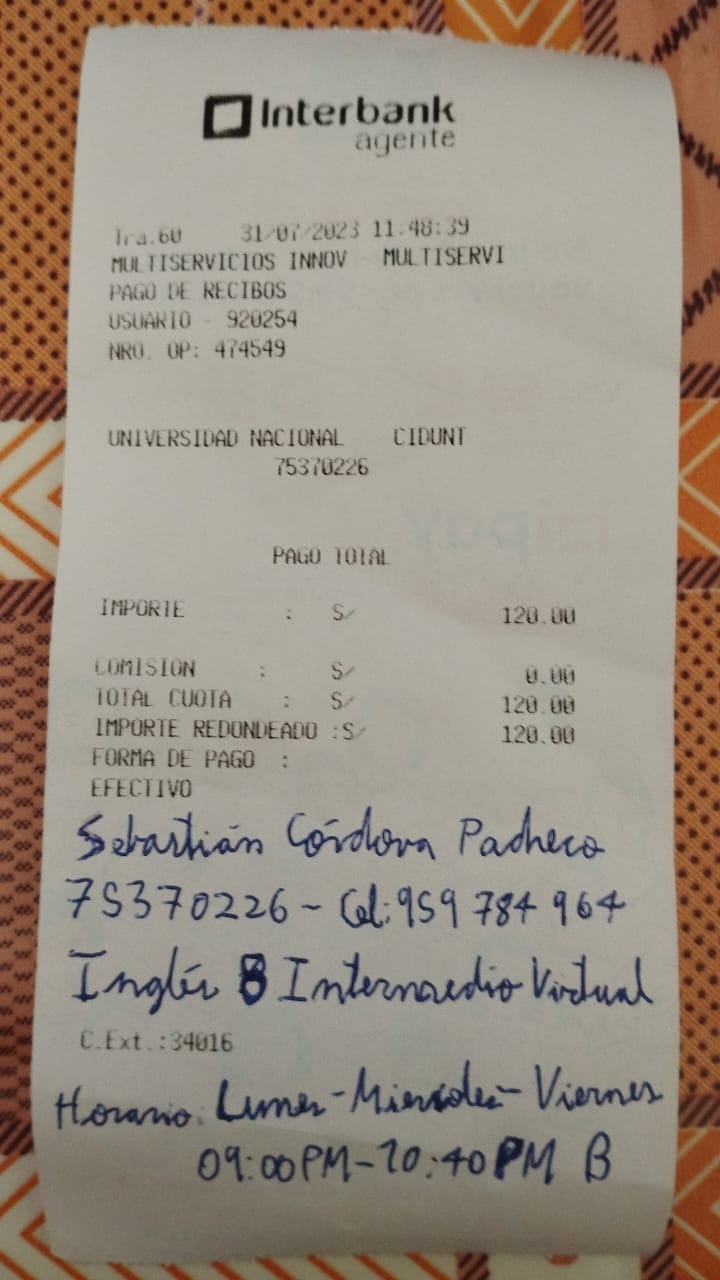 Interbank
agente
Tra.60 31/07/2023 11:48:39
MULTISERVICIOS INNOV - MULTISERVI
PAGO DE RECIBOS
USUARIO - 920254
NRO. OP: 474549
UNIVERSIDAD NACIONAL CIDUNT
75370226
PAGO TOTAL
IMPORTE : S/ 120.00
COMISION : S/ 0.00
TOTAL CUOTA : S/ 120.00
IMPORTE REDONDEADO :S/ 120.00
FORMA DE PAGO :
EFECTIVO
Sebastián Córdova Pacheco
75370226 - Cel: 959 784 964
Inglés 8 Intermedio Virtual
C.Ext.:34016
Horario: Lunes - Miercoles - Viernes
09:00PM - 10:40PM B